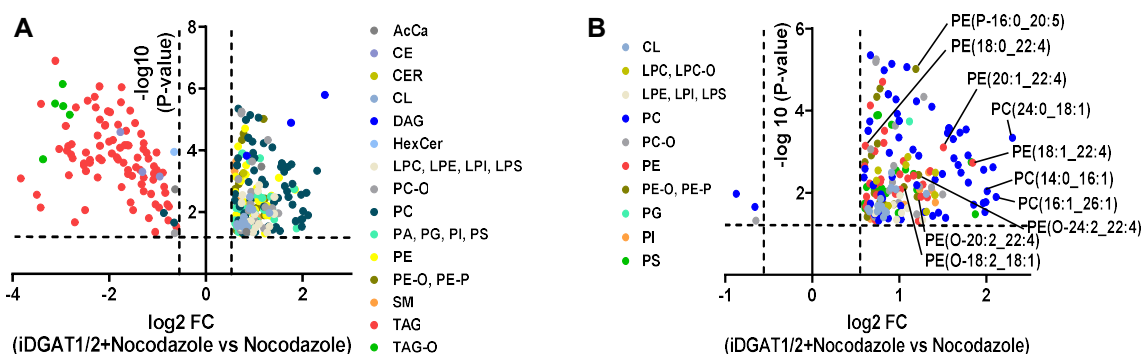 A
-log10
(P-value)
8
6
4
2
-4
-2
0
2
log2 FC
(iDGAT1/2+Nocodazole vs Nocodazole)
AcCa
CE
CER
CL
DAG
HexCer
LPC, LPE, LPI, LPS
PC-O
PC
PA, PG, PI, PS
PE
PE-O, PE-P
SM
TAG
TAG-O
B
CL
LPC, LPC-O
LPE, LPI, LPS
PC
PC-O
PE
PE-O, PE-P
PG
PI
PS
-log 10 (P-value)
6
4
2
-1
0
1
2
log2 FC
(iDGAT1/2+Nocodazole vs Nocodazole)
PE(P-16:0_20:5)
PE(18:0_22:4)
PE(20:1_22:4)
PC(24:0_18:1)
PE(18:1_22:4)
PC(14:0_16:1)
PC(16:1_26:1)
PE(O-24:2_22:4)
PE(O-20:2_22:4)
PE(O-18:2_18:1)